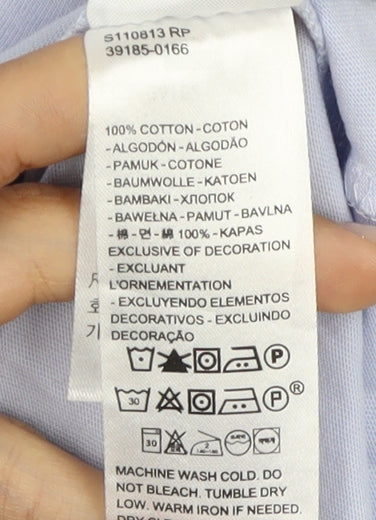 S110813 RP
39185-0166
100% COTTON - COTON
- ALGODÓN - ALGODÃO
- PAMUK - COTONE
- BAUMWOLLE - KATOEN
- BAMBAKI - ХЛОПОК
- BAWEŁNA - PAMUT - BAVLNA
- 棉 - 면 - 綿 100% - KAPAS
EXCLUSIVE OF DECORATION
- EXCLUANT
L'ORNEMENTATION
- EXCLUYENDO ELEMENTOS
DECORATIVOS - EXCLUINDO
DECORAÇÃO
P
30 P ®
30
MACHINE WASH COLD. DO
NOT BLEACH. TUMBLE DRY
LOW. WARM IRON IF NEEDED.